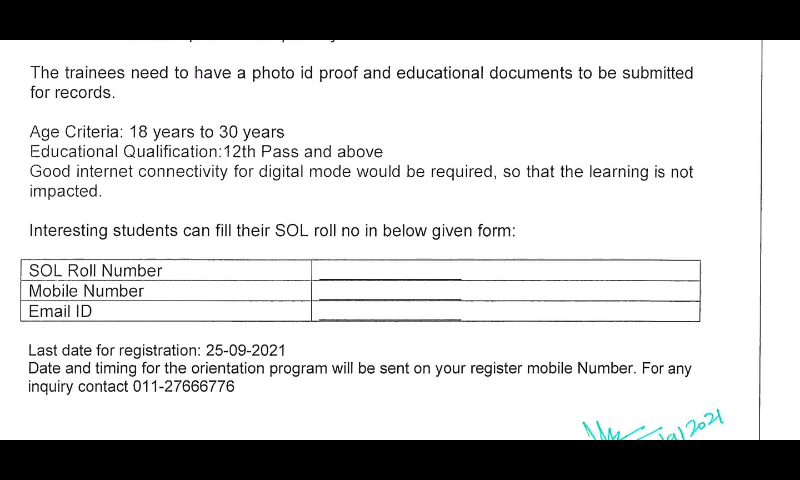 The trainees need to have a photo id proof and educational documents to be submitted
for records.
Age Criteria: 18 years to 30 years
Educational Qualification:12th Pass and above
Good internet connectivity for digital mode would be required, so that the learning is not
impacted.
Interesting students can fill their SOL roll no in below given form:
SOL Roll Number
Mobile Number
Email ID
Last date for registration: 25-09-2021
Date and timing for the orientation program will be sent on your register mobile Number. For any
inquiry contact 011-27666776